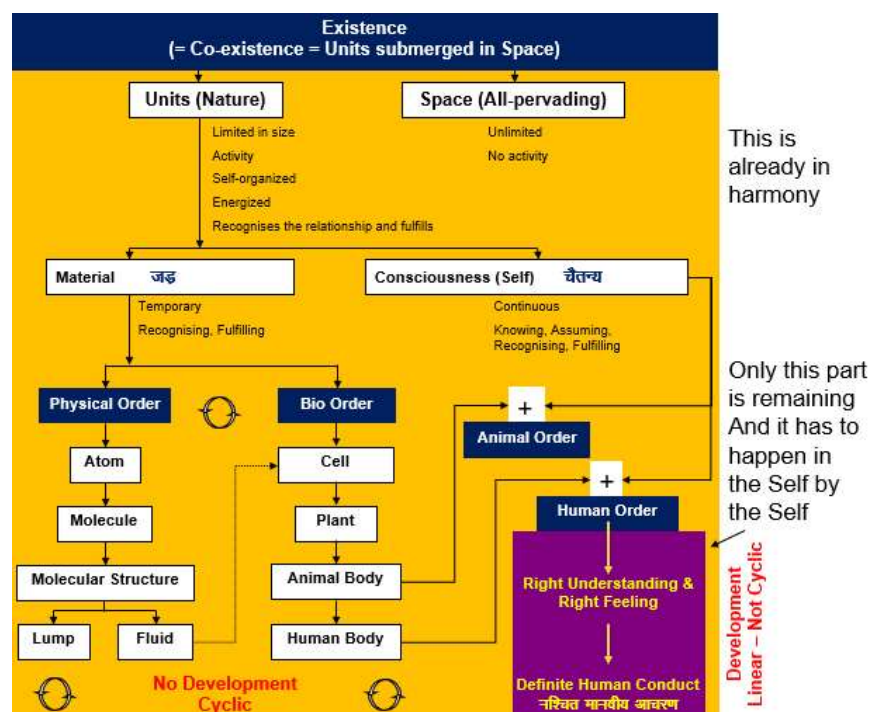 Existence
(= Co-existence = Units submerged in Space)
Units (Nature)
Space (All-pervading)
Limited in size
Activity
Self-organized
Energized
Recognises the relationship and fulfills
Unlimited
No activity
This is
already in
harmony
Material जड़
Consciousness (Self) चैतन्य
Temporary
Recognising, Fulfilling
Continuous
Knowing, Assuming,
Recognising, Fulfilling
Physical Order
Bio Order
+
Animal Order
Only this part
is remaining
And it has to
happen in
the Self by
the Self
Atom
Cell
+
Human Order
Molecule
Plant
Molecular Structure
Animal Body
Right Understanding &
Right Feeling
Lump
Fluid
Human Body
No Development
Cyclic
Definite Human Conduct
निश्चित मानवीय आचरण
Development
Linear – Not Cyclic